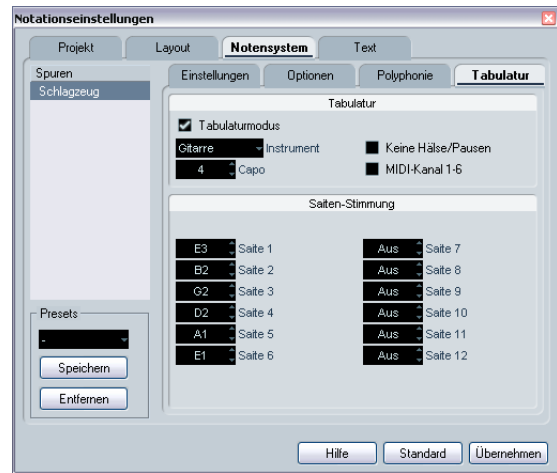 Notationseinstellungen
Projekt Layout Notensystem Text
Spuren
Schlagzeug
Einstellungen Optionen Polyphonie Tabulatur
Tabulatur
Tabulaturmodus
Gitarre Instrument Keine Hälse/Pausen
4 Capo MIDI-Kanal 1-6
Saiten-Stimmung
E3 Saite 1 Aus Saite 7
B2 Saite 2 Aus Saite 8
G2 Saite 3 Aus Saite 9
D2 Saite 4 Aus Saite 10
A1 Saite 5 Aus Saite 11
E1 Saite 6 Aus Saite 12
Presets
-
Speichern
Entfernen
Hilfe Standard Übernehmen